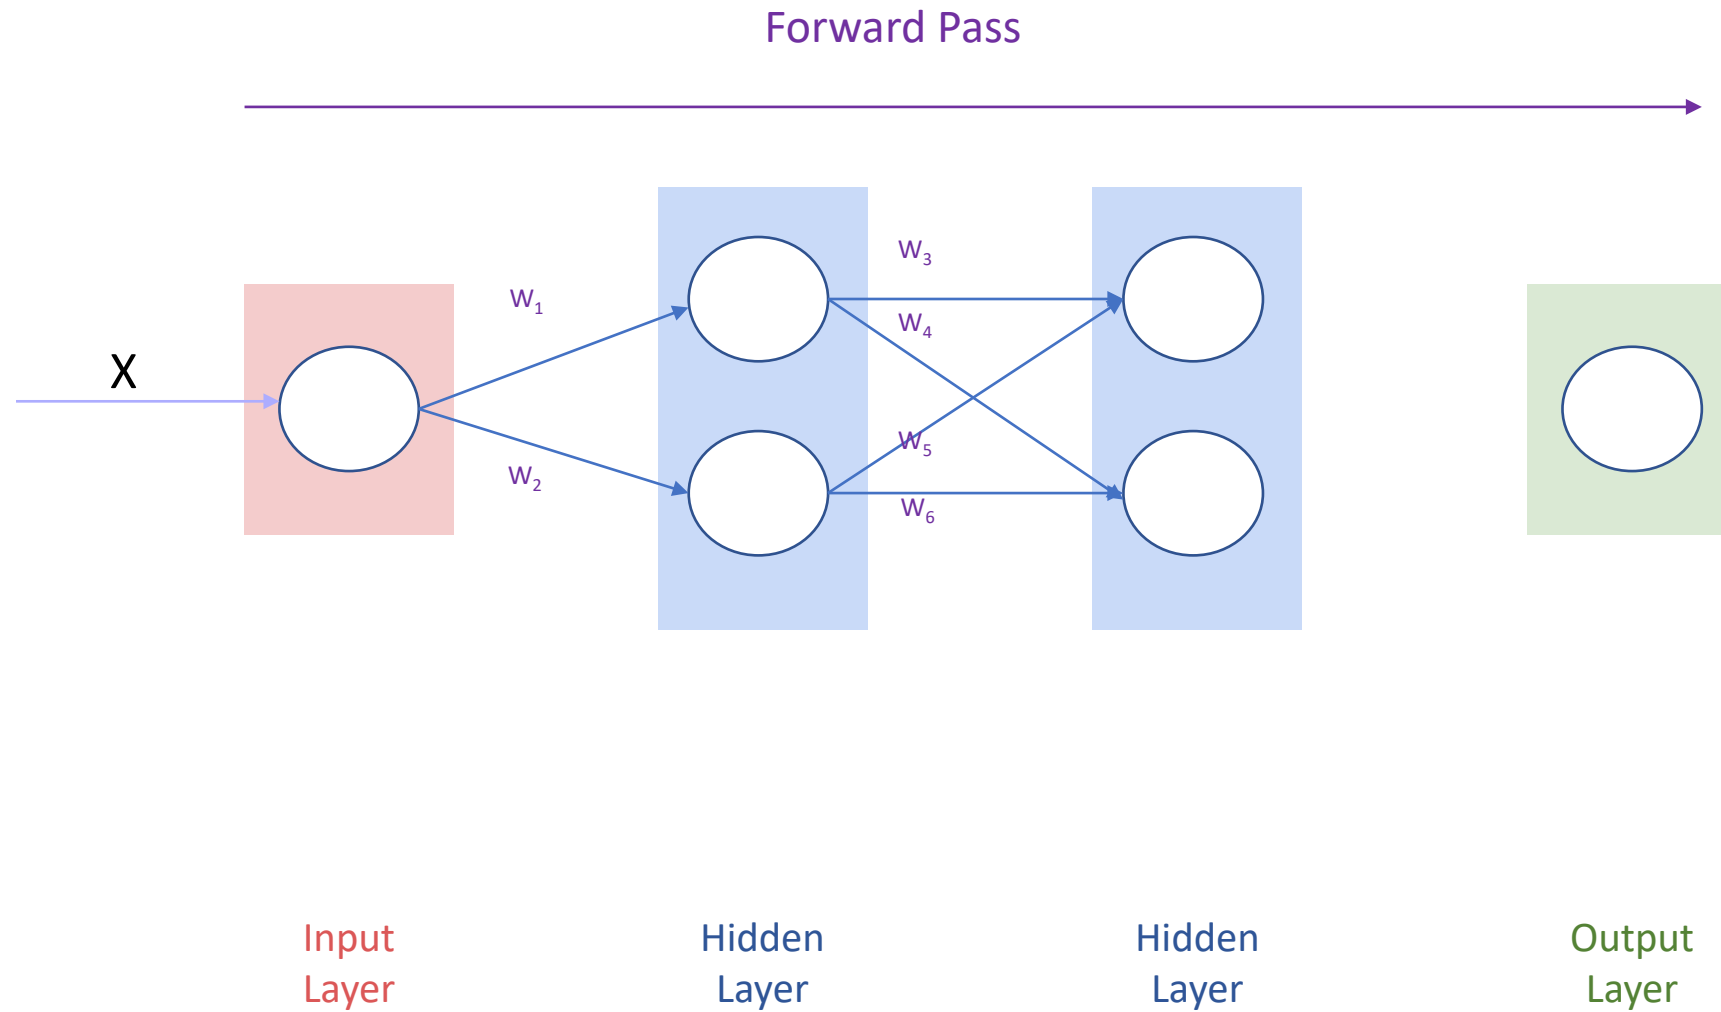 Forward Pass
X
W1
W2
W3
W4
W5
W6
Input
Layer
Hidden
Layer
Hidden
Layer
Output
Layer